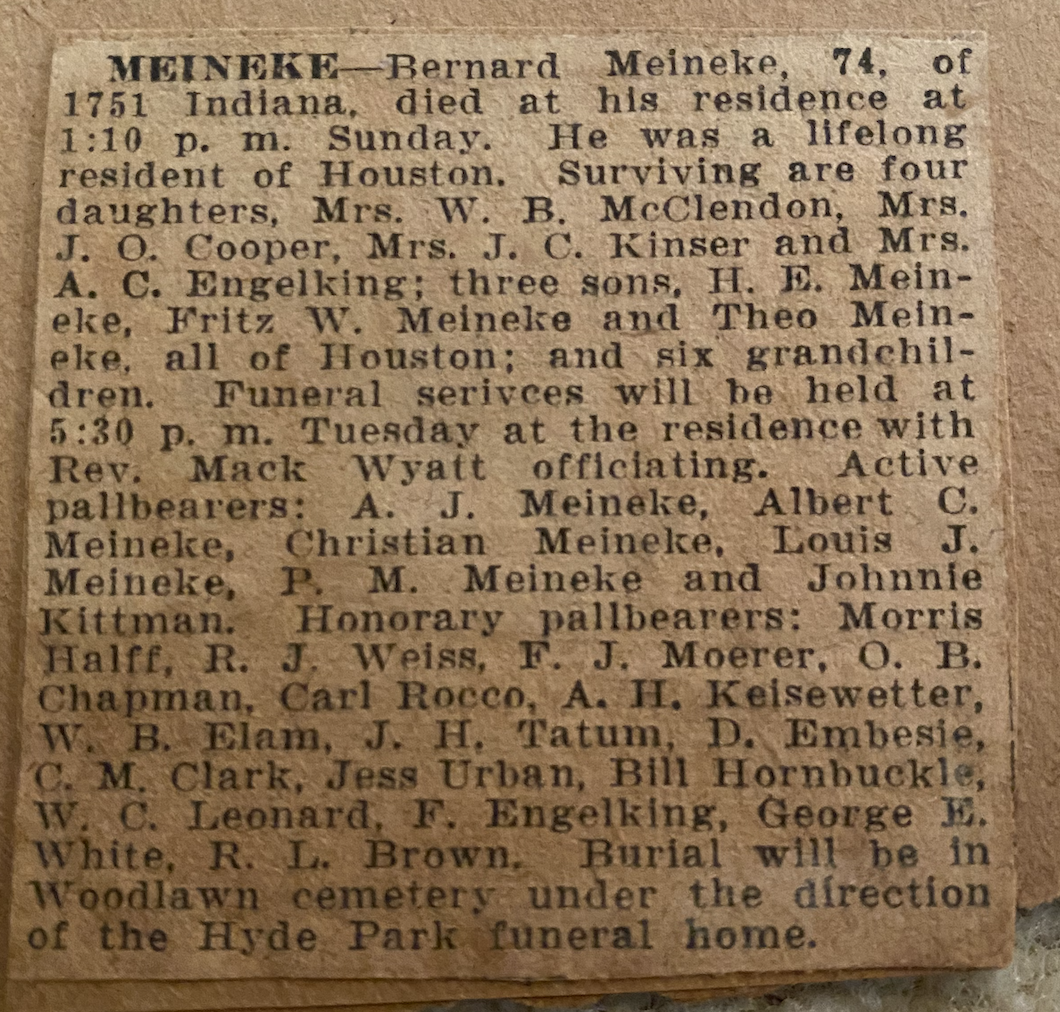 MEINEKE—Bernard Meineke, 74, of
1751 Indiana, died at his residence at
1:10 p. m. Sunday. He was a lifelong
resident of Houston. Surviving are four
daughters, Mrs. W. B. McClendon, Mrs.
J. O. Cooper, Mrs. J. C. Kinser and Mrs.
A. C. Engelking; three sons, H. E. Mein-
eke, Fritz W. Meineke and Theo Mein-
eke, all of Houston; and six grandchil-
dren. Funeral serivces will be held at
5:30 p. m. Tuesday at the residence with
Rev. Mack Wyatt officiating. Active
pallbearers: A. J. Meineke, Albert C.
Meineke, Christian Meineke, Louis J.
Meineke, P. M. Meineke and Johnnie
Kittman. Honorary pallbearers: Morris
Halff, R. J. Weiss, F. J. Moerer, O. B.
Chapman, Carl Rocco, A. H. Keisewetter,
W. B. Elam, J. H. Tatum, D. Embesie,
C. M. Clark, Jess Urban, Bill Hornbuckle,
W. C. Leonard, F. Engelking, George E.
White, R. L. Brown. Burial will be in
Woodlawn cemetery under the direction
of the Hyde Park funeral home.